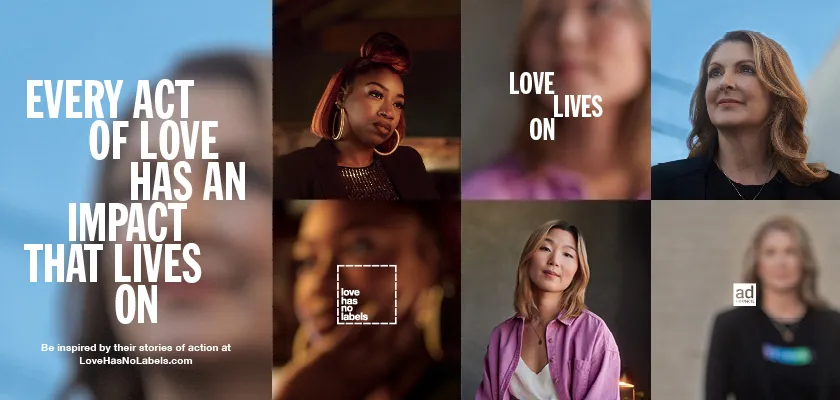 EVERY ACT
OF LOVE
HAS AN
IMPACT
THAT LIVES
ON
Be inspired by their stories of action at
LoveHasNoLabels.com
LOVE
LIVES
ON
love
has
no
labels
ad
COUNCIL